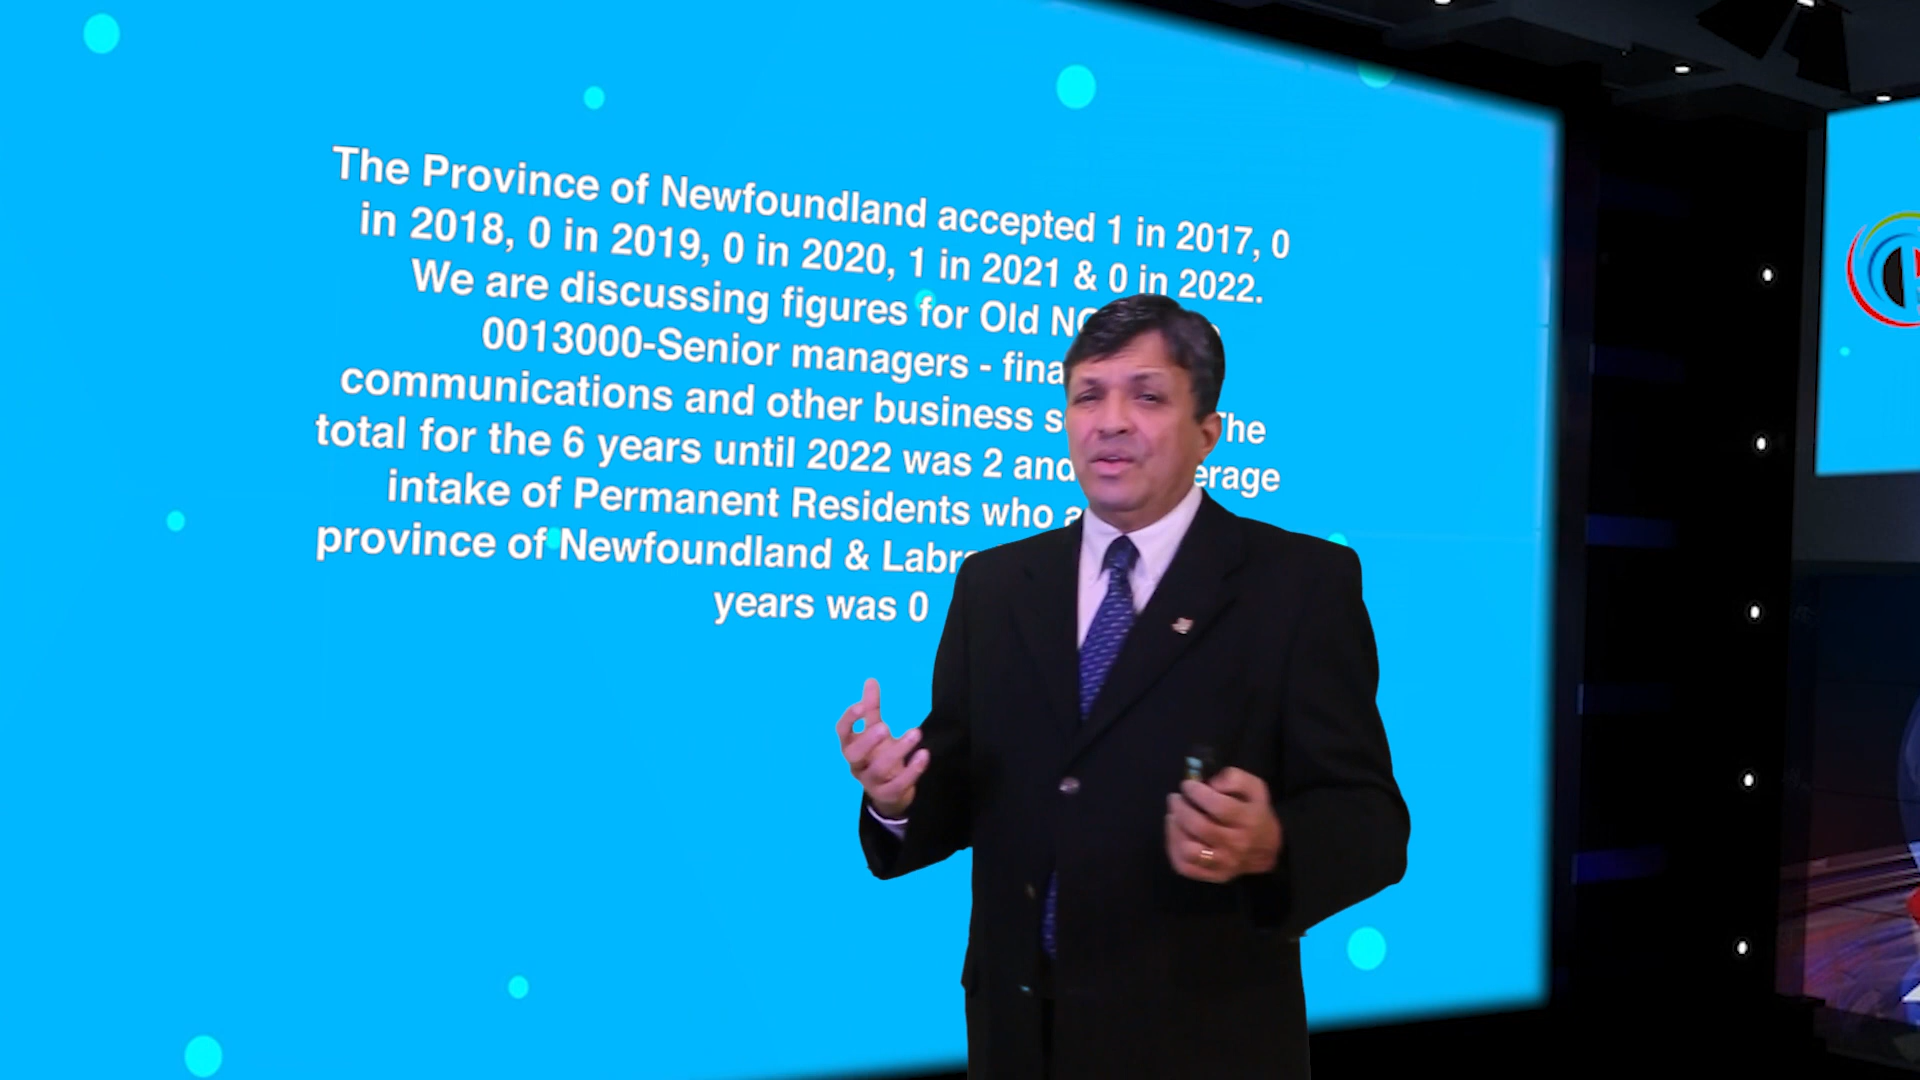 The Province of Newfoundland accepted 1 in 2017, 0
in 2018, 0 in 2019, 0 in 2020, 1 in 2021 & 0 in 2022.
We are discussing figures for Old
0013000-Senior managers -
communications and other business
total for the 6 years until 2022 was 2 and
intake of Permanent Residents who
province of Newfoundland &
years was 0